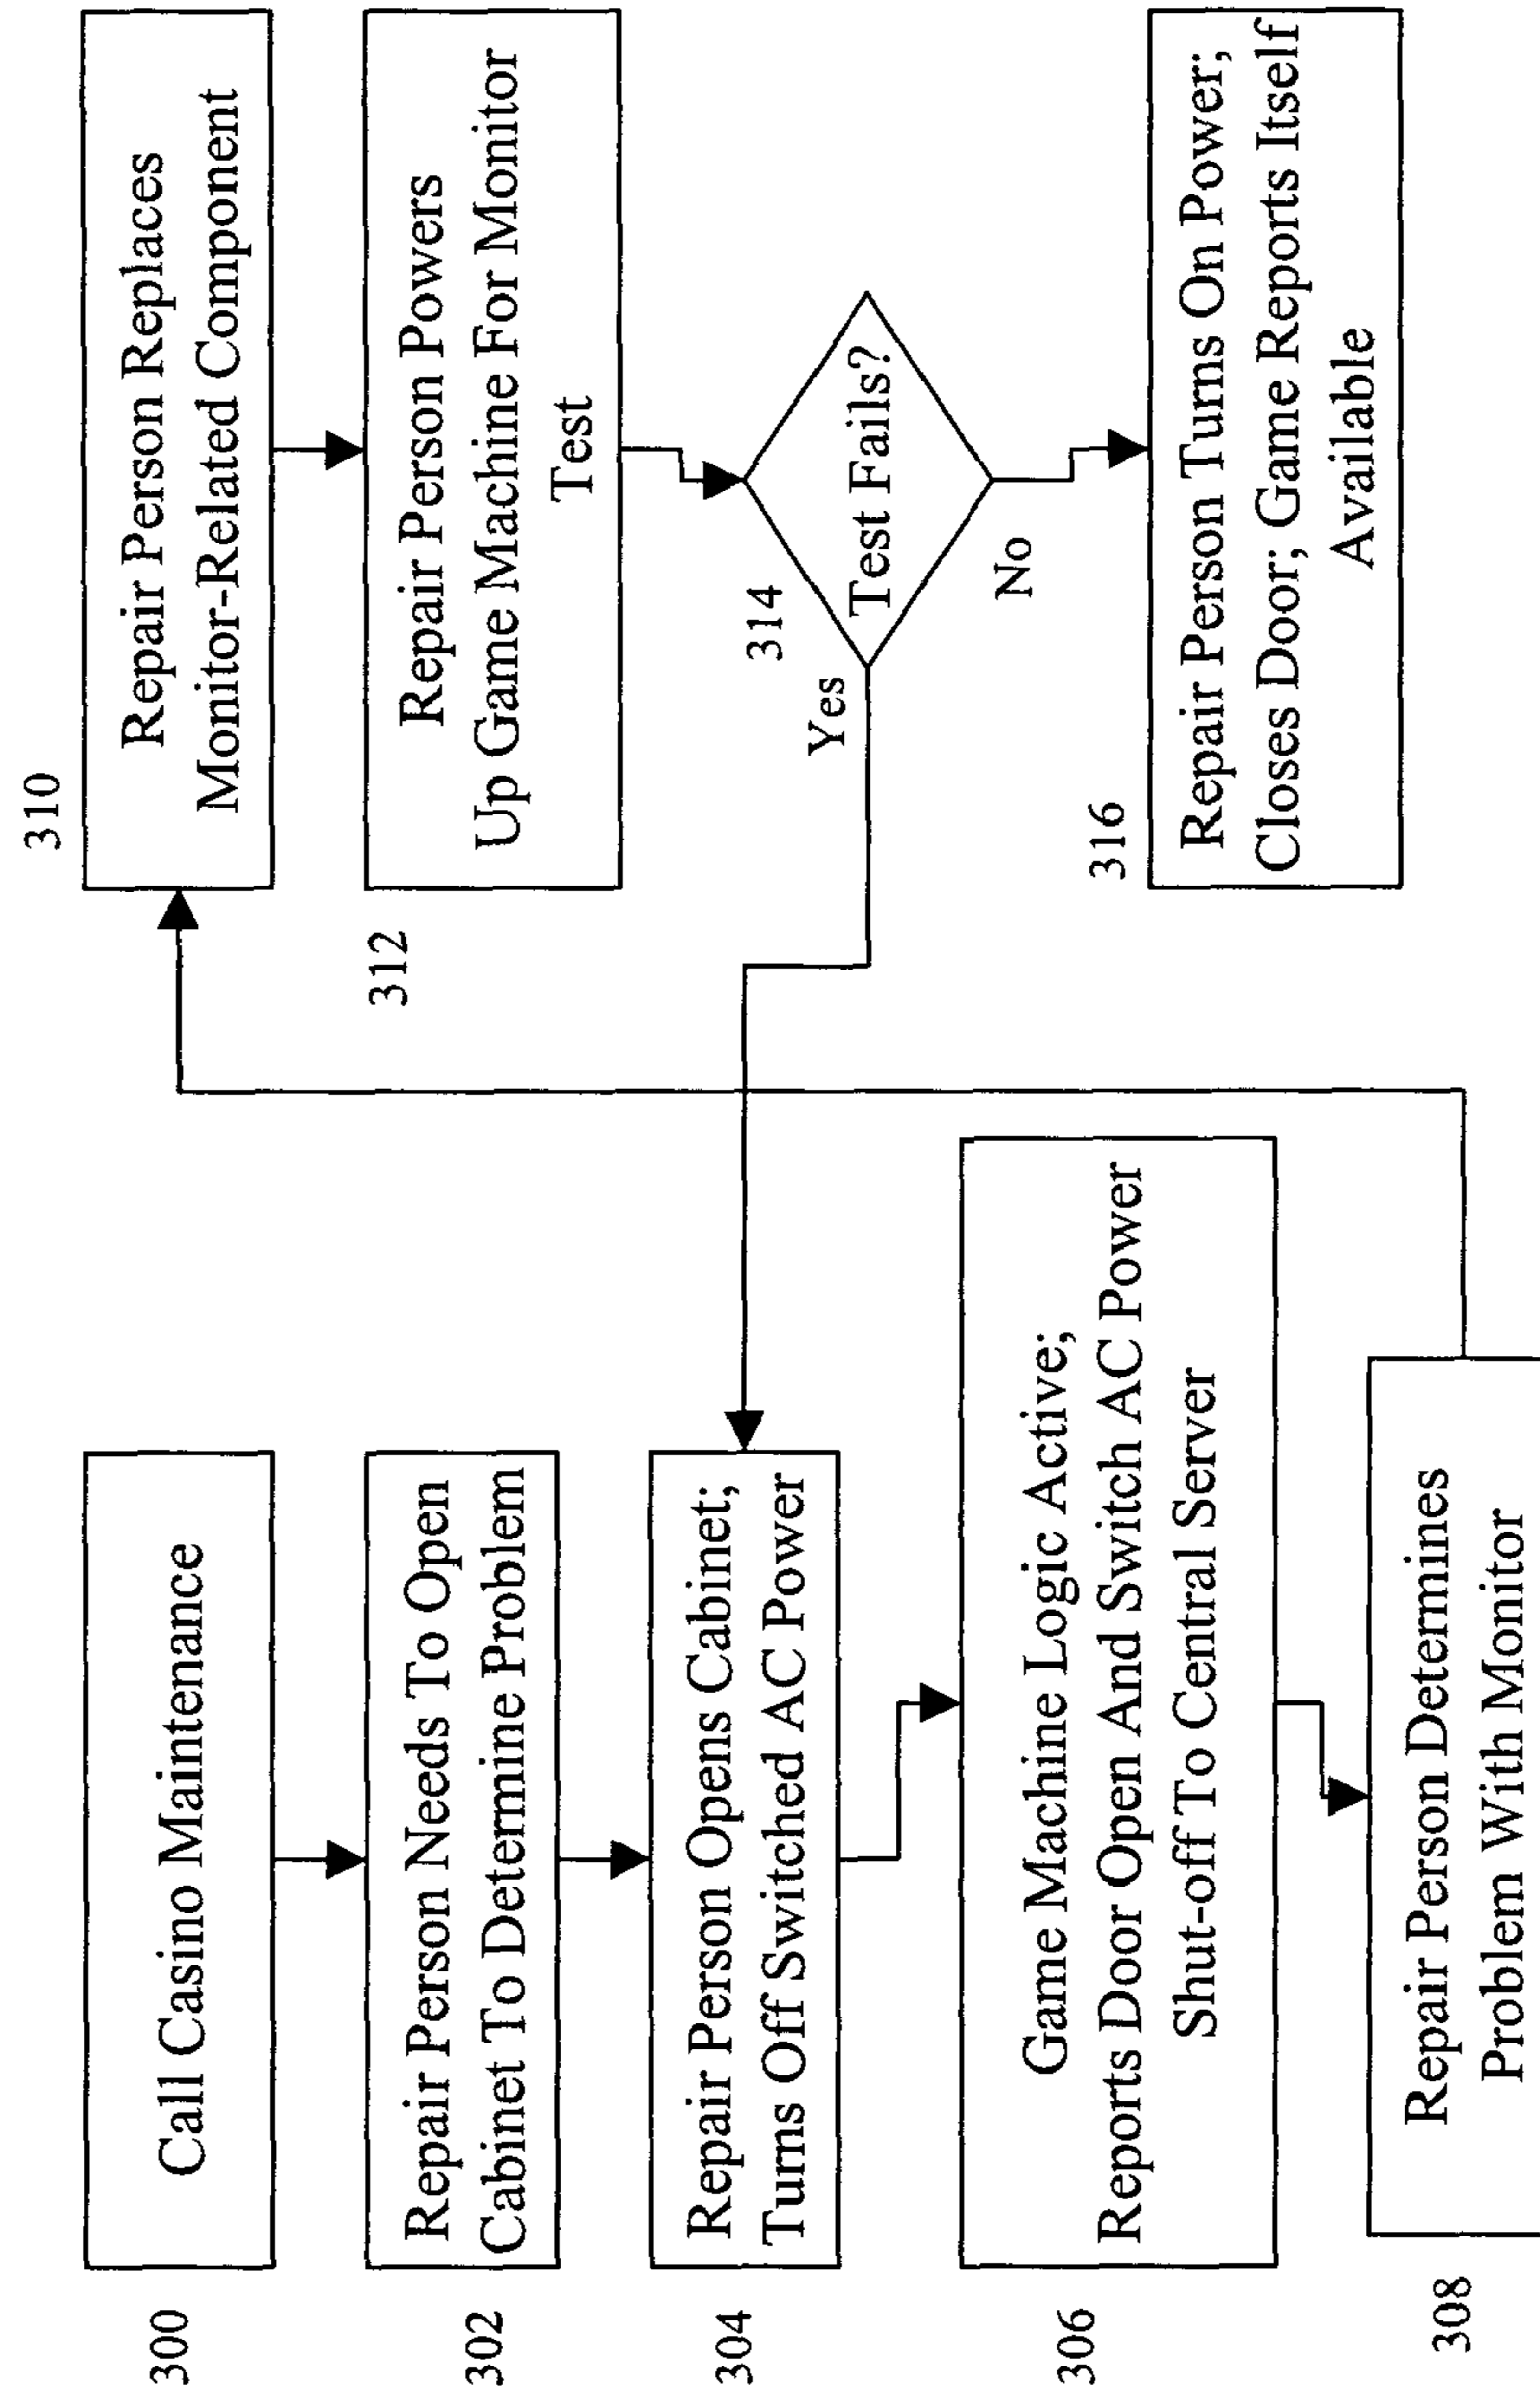 300
Call Casino Maintenance
302
Repair Person Needs To Open
Cabinet To Determine Problem
304
Repair Person Opens Cabinet;
Turns Off Switched AC Power
306
Game Machine Logic Active;
Reports Door Open And Switch AC Power
Shut-off To Central Server
308
Repair Person Determines
Problem With Monitor
310
Repair Person Replaces
Monitor-Related Component
312
Repair Person Powers
Up Game Machine For Monitor
Test
314
Test Fails?
Yes
No
316
Repair Person Turns On Power;
Closes Door; Game Reports Itself
Available